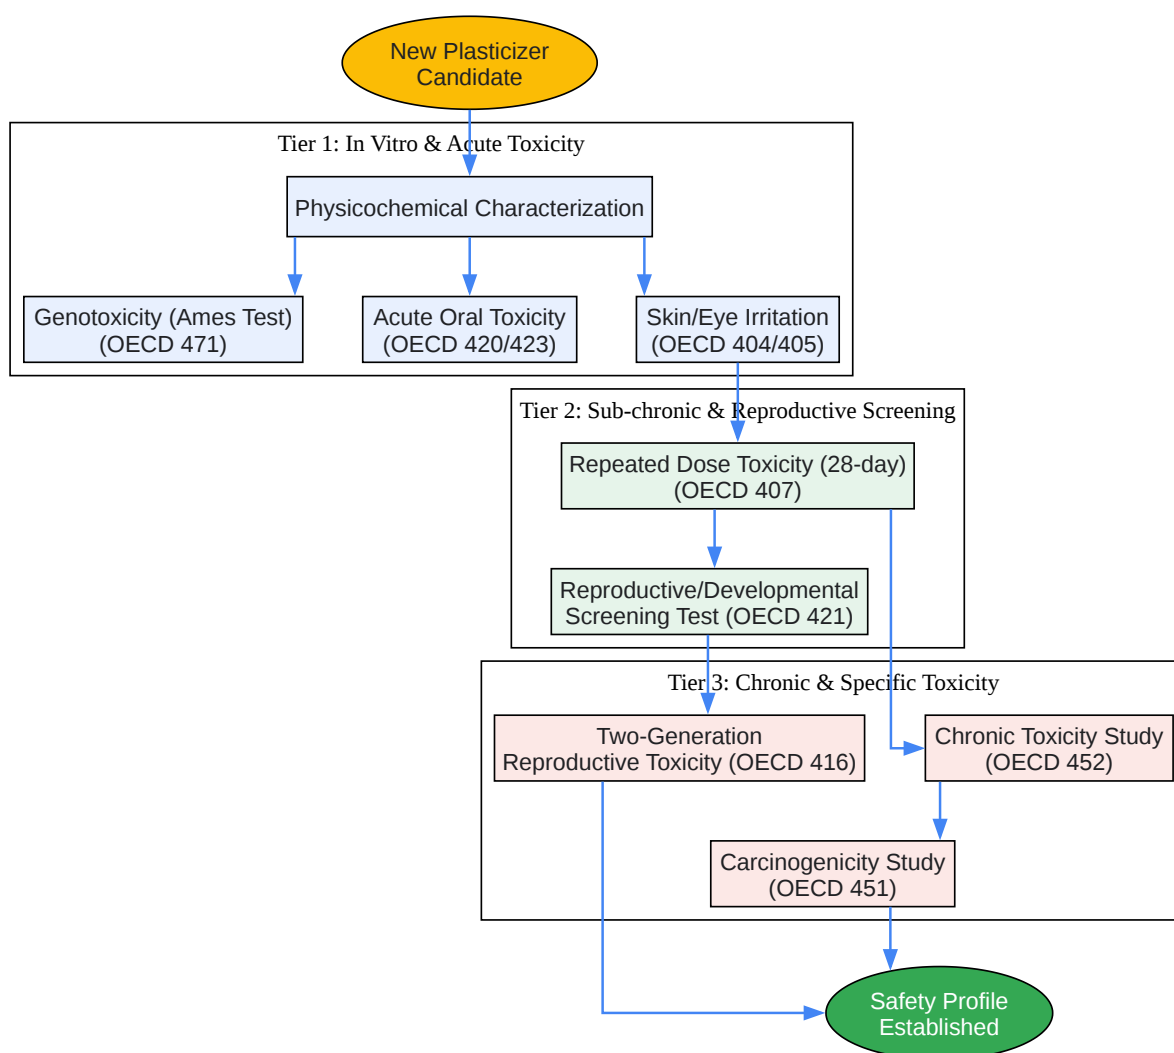 New Plasticizer
Candidate
Tier 1: In Vitro & Acute Toxicity
Physicochemical Characterization
Genotoxicity (Ames Test)
(OECD 471)
Acute Oral Toxicity
(OECD 420/423)
Skin/Eye Irritation
(OECD 404/405)
Tier 2: Sub-chronic & Reproductive Screening
Repeated Dose Toxicity (28-day)
(OECD 407)
Reproductive/Developmental
Screening Test (OECD 421)
Tier 3: Chronic & Specific Toxicity
Two-Generation
Reproductive Toxicity (OECD 416)
Chronic Toxicity Study
(OECD 452)
Carcinogenicity Study
(OECD 451)
Safety Profile
Established